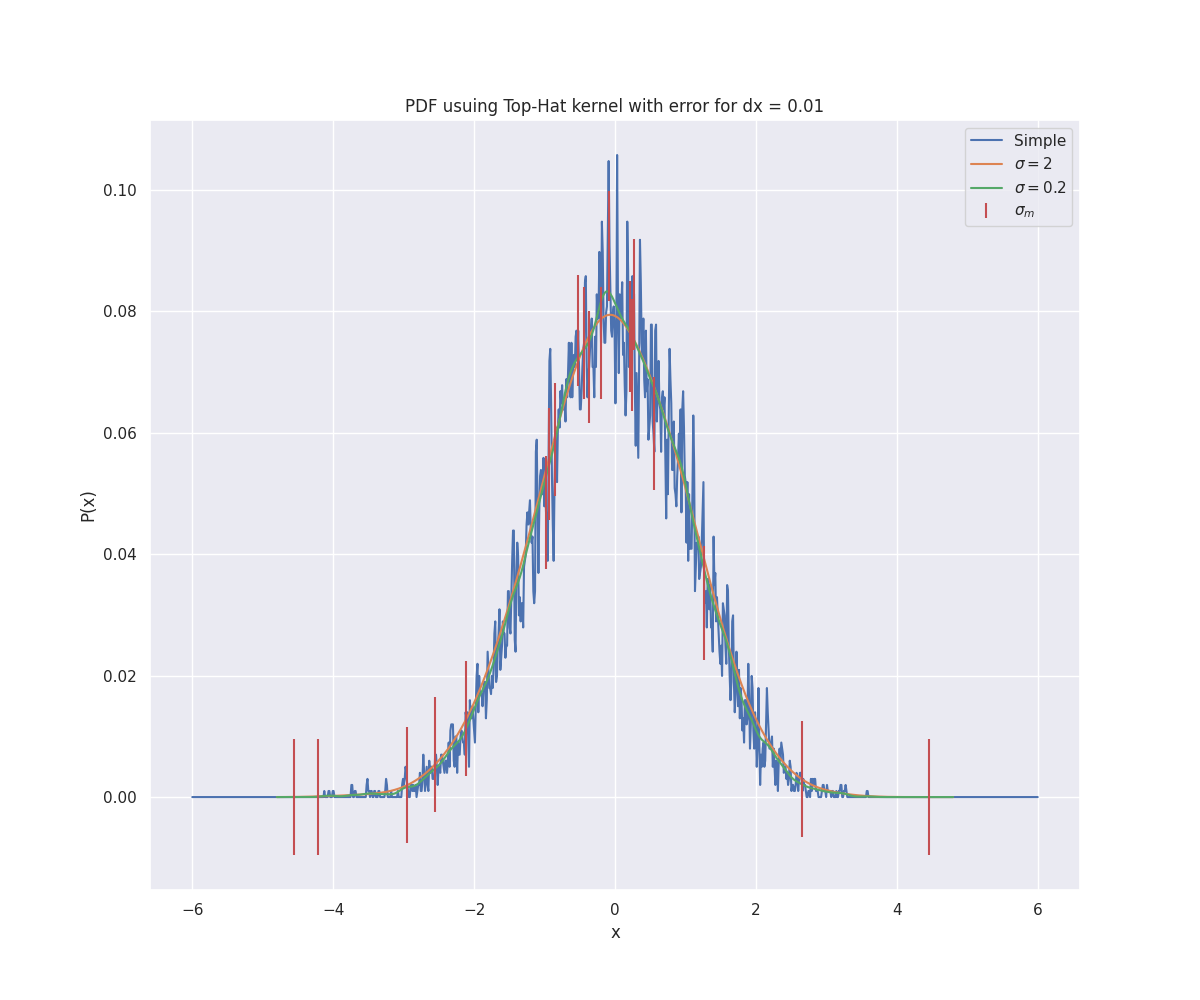 PDF usuing Top-Hat kernel with error for dx = 0.01
Simple
σ = 2
σ = 0.2
σₘ
P(x)
0.10
0.08
0.06
0.04
0.02
0.00
−6
−4
−2
0
2
4
6
x